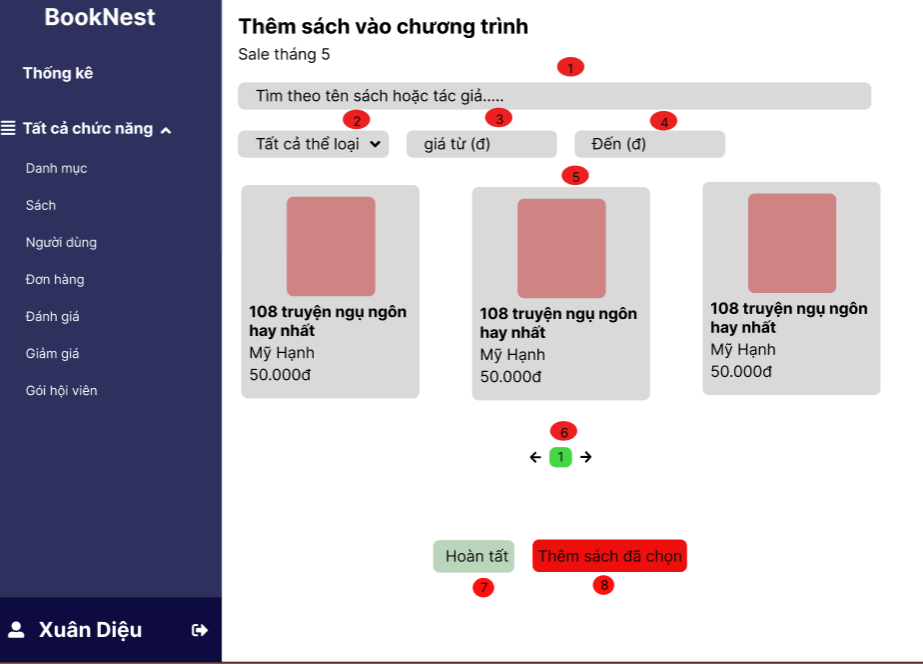 BookNest
Thống kê
Tất cả chức năng
Danh mục
Sách
Người dùng
Đơn hàng
Đánh giá
Giảm giá
Gói hội viên
Xuân Diệu
Thêm sách vào chương trình
Sale tháng 5
1
Tìm theo tên sách hoặc tác giả.....
2
3
4
Tất cả thể loại
giá từ (đ)
Đến (đ)
5
108 truyện ngụ ngôn
hay nhất
Mỹ Hạnh
50.000đ
108 truyện ngụ ngôn
hay nhất
Mỹ Hạnh
50.000đ
108 truyện ngụ ngôn
hay nhất
Mỹ Hạnh
50.000đ
6
1
Hoàn tất
Thêm sách đã chọn
7
8